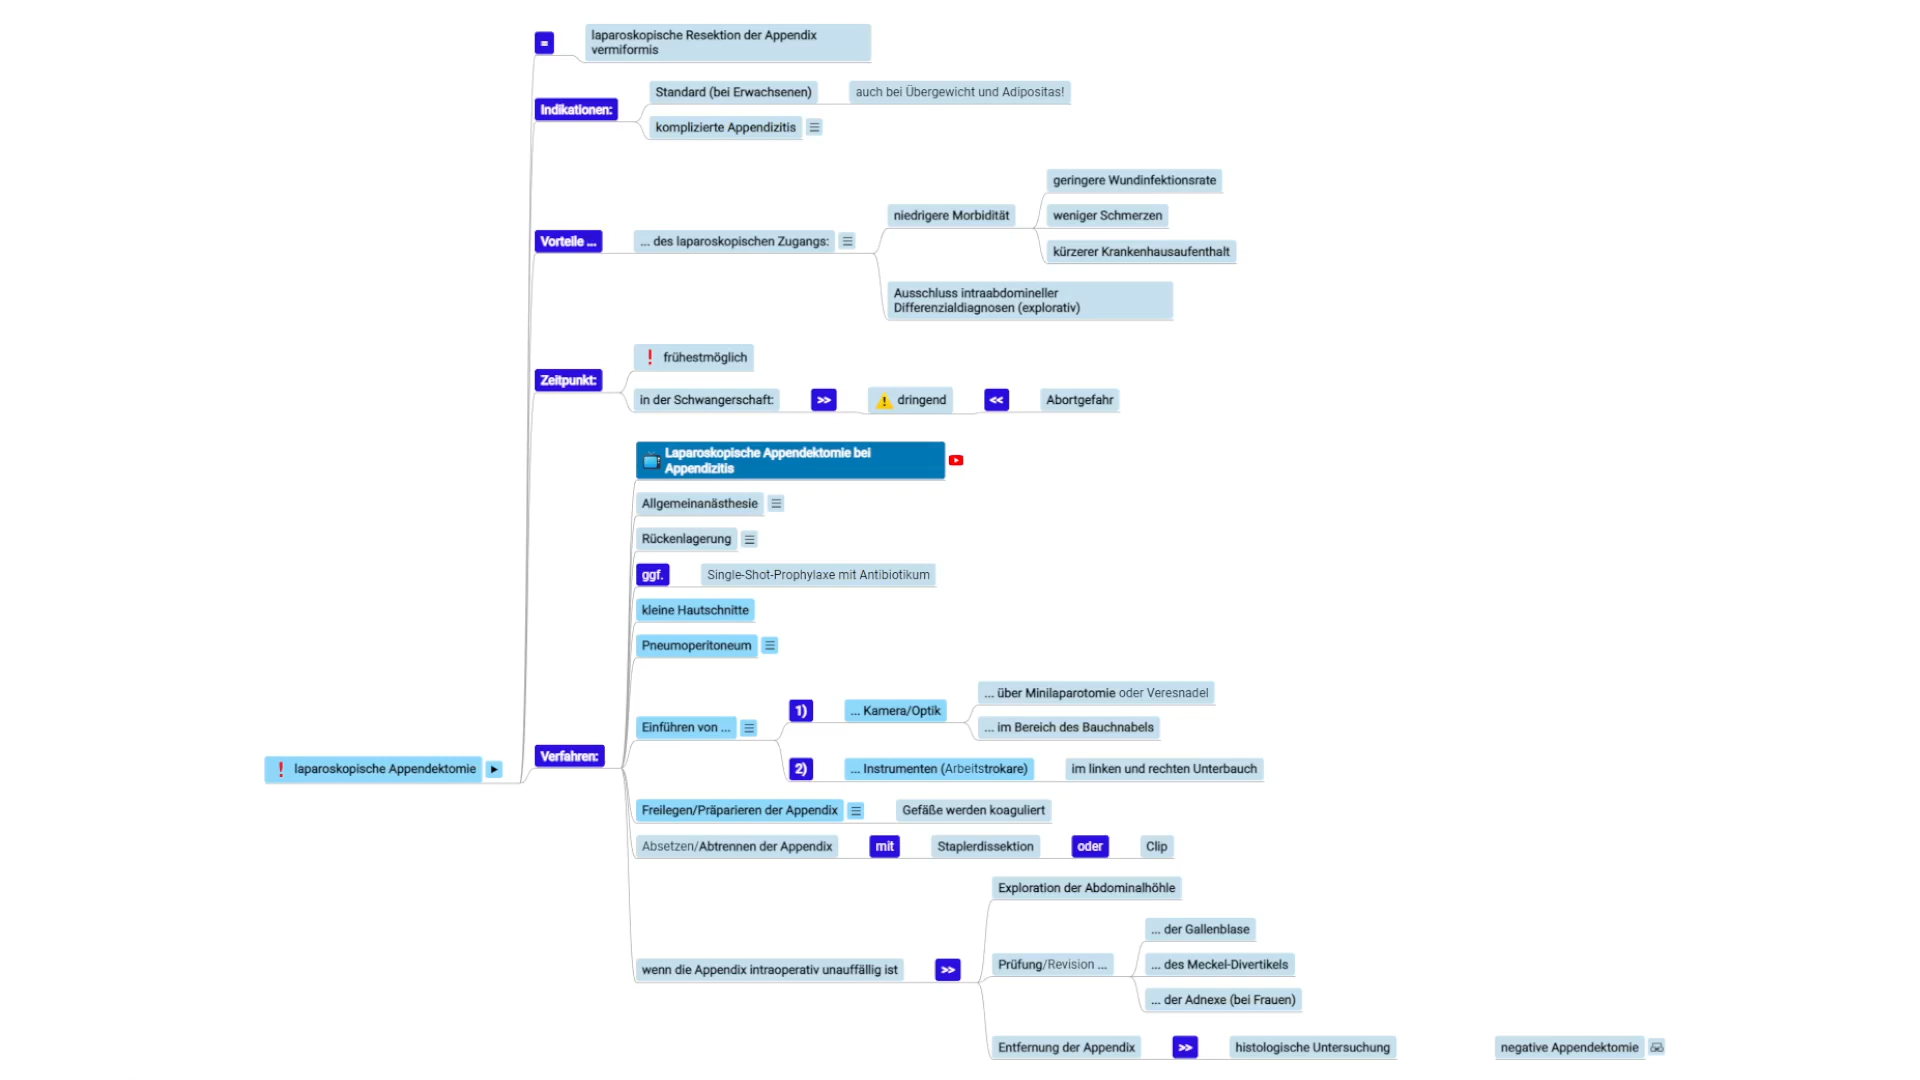 =
laparoskopische Resektion der Appendix
vermiformis
Indikationen:
Standard (bei Erwachsenen)
auch bei Übergewicht und Adipositas!
komplizierte Appendizitis
Vorteile ...
... des laparoskopischen Zugangs:
niedrigere Morbidität
geringere Wundinfektionsrate
weniger Schmerzen
kürzerer Krankenhausaufenthalt
Ausschluss intraabdomineller
Differenzialdiagnosen (explorativ)
Zeitpunkt:
❗ frühestmöglich
in der Schwangerschaft:
>>
⚠ dringend
<<
Abortgefahr
Laparoskopische Appendektomie bei
Appendizitis
Allgemeinanästhesie
Rückenlagerung
ggf.
Single-Shot-Prophylaxe mit Antibiotikum
kleine Hautschnitte
Pneumoperitoneum
Einführen von ...
1)
... Kamera/Optik
... über Minilaparotomie oder Veresnadel
... im Bereich des Bauchnabels
2)
... Instrumenten (Arbeitstrokare)
im linken und rechten Unterbauch
Verfahren:
❗ laparoskopische Appendektomie
Freilegen/Präparieren der Appendix
Gefäße werden koaguliert
Absetzen/Abtrennen der Appendix
mit
Staplerdissektion
oder
Clip
wenn die Appendix intraoperativ unauffällig ist
>>
Exploration der Abdominalhöhle
Prüfung/Revision ...
... der Gallenblase
... des Meckel-Divertikels
... der Adnexe (bei Frauen)
Entfernung der Appendix
>>
histologische Untersuchung
negative Appendektomie